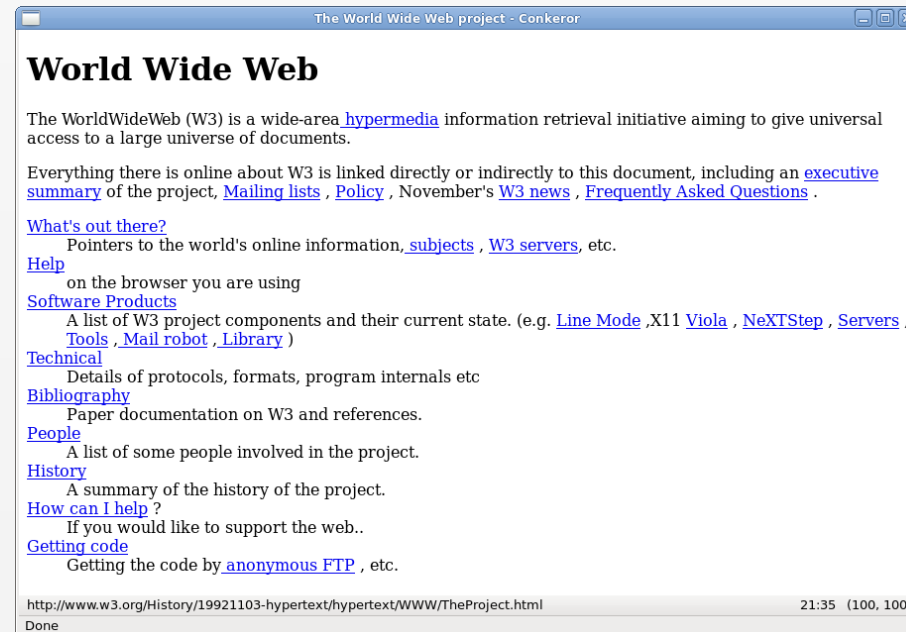 The World Wide Web project - Conkeror
World Wide Web
The WorldWideWeb (W3) is a wide-area hypermedia information retrieval initiative aiming to give universal
access to a large universe of documents.
Everything there is online about W3 is linked directly or indirectly to this document, including an executive
summary of the project, Mailing lists , Policy , November's W3 news , Frequently Asked Questions .
What's out there?
Pointers to the world's online information, subjects , W3 servers, etc.
Help
on the browser you are using
Software Products
A list of W3 project components and their current state. (e.g. Line Mode ,X11 Viola , NeXTStep , Servers ,
Tools , Mail robot , Library )
Technical
Details of protocols, formats, program internals etc
Bibliography
Paper documentation on W3 and references.
People
A list of some people involved in the project.
History
A summary of the history of the project.
How can I help ?
If you would like to support the web..
Getting code
Getting the code by anonymous FTP , etc.
http://www.w3.org/History/19921103-hypertext/hypertext/WWW/TheProject.html 21:35 (100, 100
Done